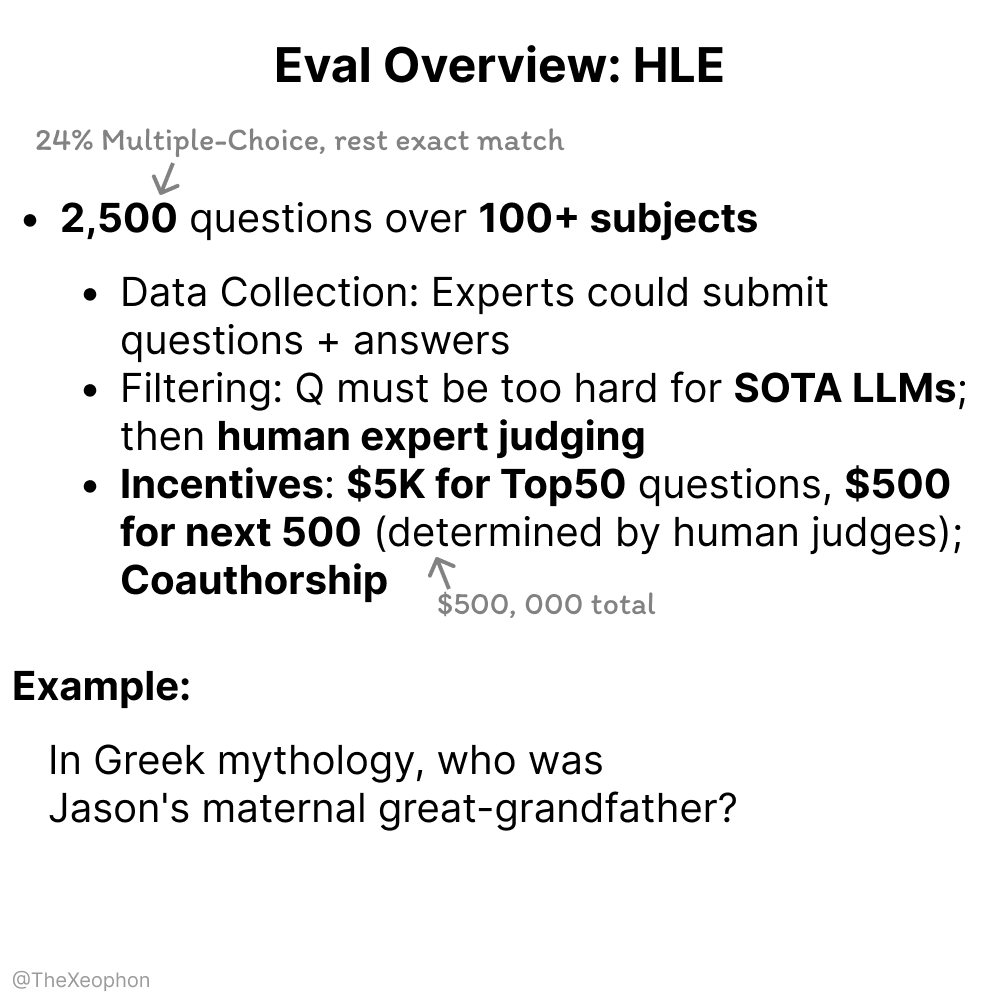 Eval Overview: HLE
24% Multiple-Choice, rest exact match
• 2,500 questions over 100+ subjects
• Data Collection: Experts could submit
questions + answers
• Filtering: Q must be too hard for SOTA LLMs;
then human expert judging
• Incentives: $5K for Top50 questions, $500
for next 500 (determined by human judges);
Coauthorship
$500, 000 total
Example:
In Greek mythology, who was
Jason's maternal great-grandfather?
@TheXeophon